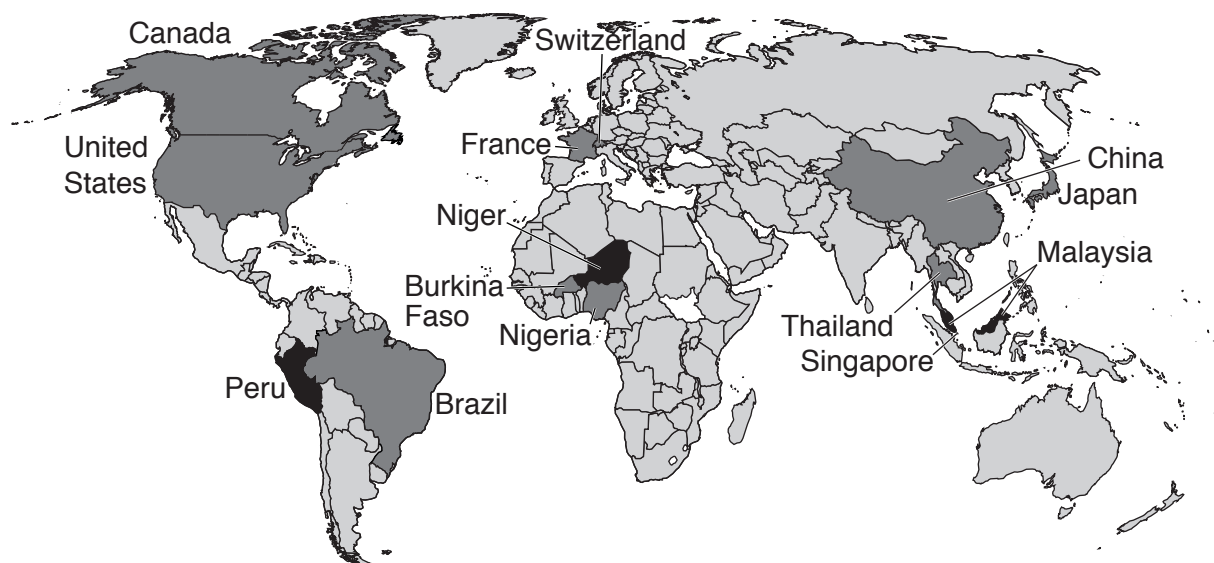 Canada
Switzerland
United
States
France
China
Japan
Niger
Malaysia
Burkina
Faso
Nigeria
Thailand
Singapore
Peru
Brazil